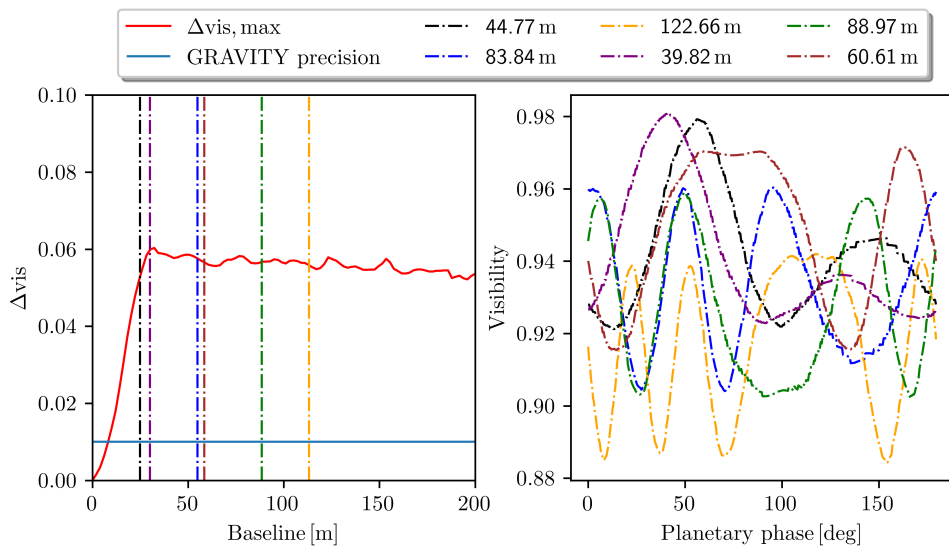 Δvis, max
GRAVITY precision
44.77 m
83.84 m
122.66 m
39.82 m
88.97 m
60.61 m
0.10
0.08
0.06
0.04
0.02
0.00
Δvis
0 50 100 150 200
Baseline [m]
0.98
0.96
0.94
0.92
0.90
0.88
Visibility
0 50 100 150
Planetary phase [deg]